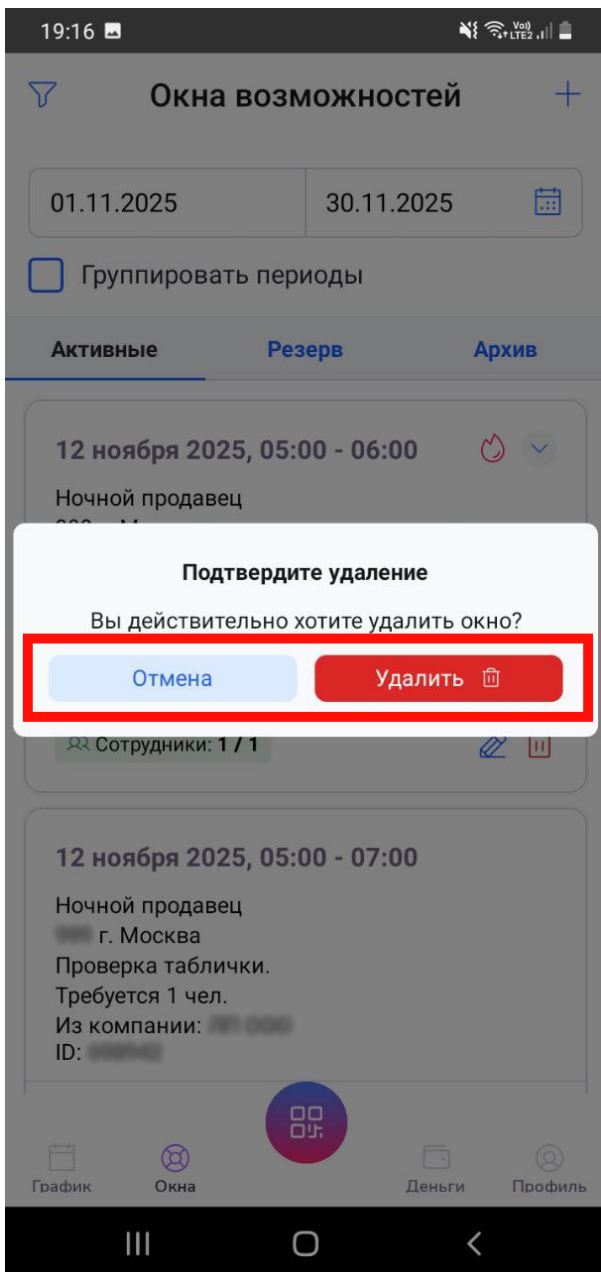 19:16
Vo)) LTE2
Окна возможностей
01.11.2025 30.11.2025
Группировать периоды
Активные Резерв Архив
12 ноября 2025, 05:00 - 06:00
Ночной продавец
Подтвердите удаление
Вы действительно хотите удалить окно?
Отмена Удалить
Сотрудники: 1 / 1
12 ноября 2025, 05:00 - 07:00
Ночной продавец
г. Москва
Проверка таблички.
Требуется 1 чел.
Из компании:
ID:
График Окна Деньги Профиль